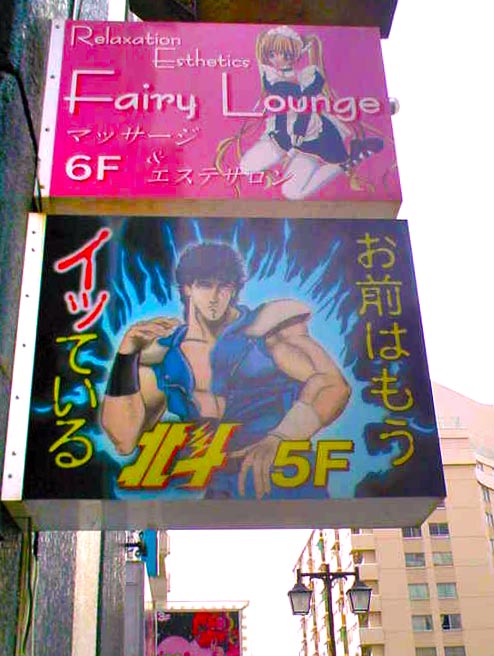 Relaxation
Esthetics
Fairy Lounge
マッサージ
&
6F エステサロン
お前はもう
イッている
北斗 5F